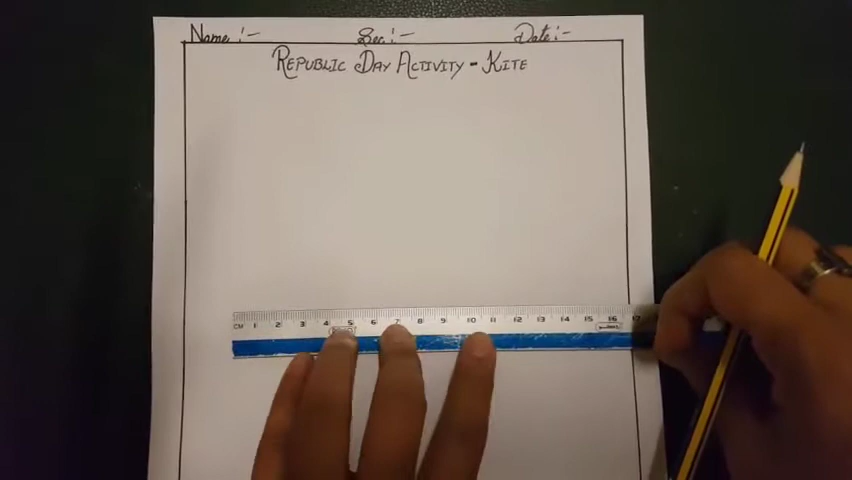 Name :- Sec :- Date :-
REPUBLIC DAY ACTIVITY - KITE
CM 1 2 3 4 5 6 7 8 9 10 11 12 13 14 15 16 17